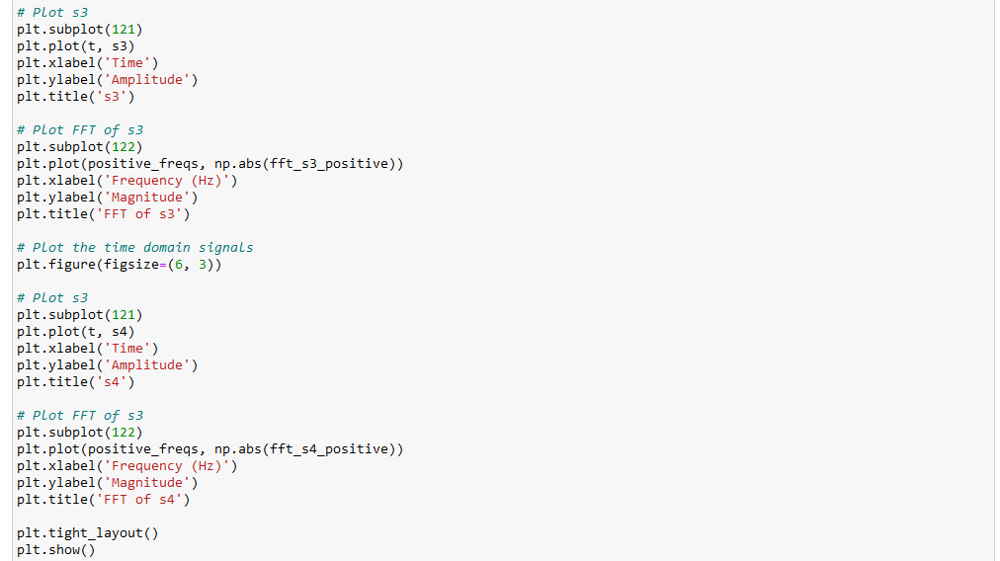 # Plot s3
plt.subplot(121)
plt.plot(t, s3)
plt.xlabel('Time')
plt.ylabel('Amplitude')
plt.title('s3')

# Plot FFT of s3
plt.subplot(122)
plt.plot(positive_freqs, np.abs(fft_s3_positive))
plt.xlabel('Frequency (Hz)')
plt.ylabel('Magnitude')
plt.title('FFT of s3')

# Plot the time domain signals
plt.figure(figsize=(6, 3))

# Plot s3
plt.subplot(121)
plt.plot(t, s4)
plt.xlabel('Time')
plt.ylabel('Amplitude')
plt.title('s4')

# Plot FFT of s3
plt.subplot(122)
plt.plot(positive_freqs, np.abs(fft_s4_positive))
plt.xlabel('Frequency (Hz)')
plt.ylabel('Magnitude')
plt.title('FFT of s4')

plt.tight_layout()
plt.show()